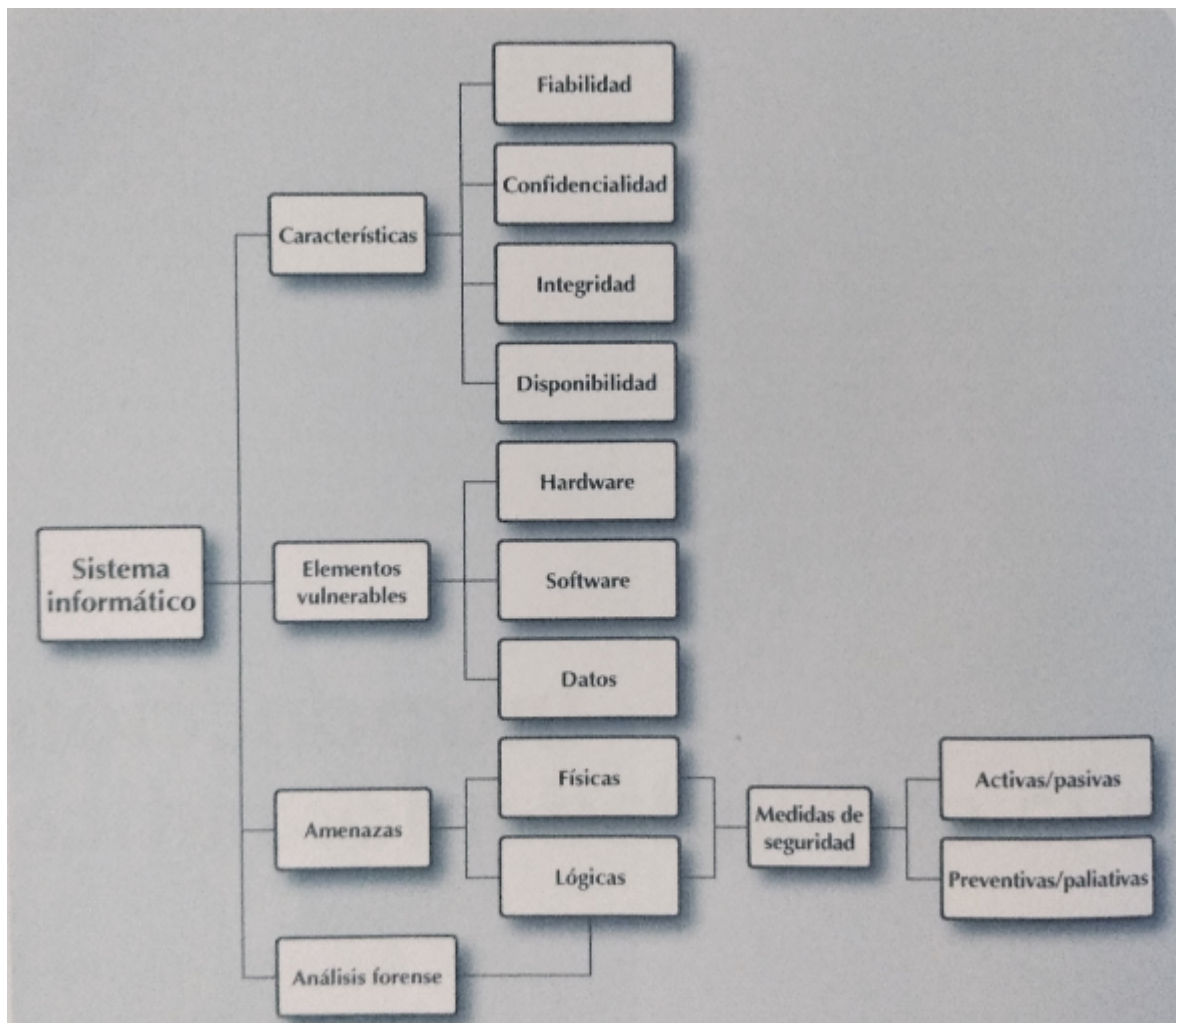 Fiabilidad
Confidencialidad
Características
Integridad
Disponibilidad
Hardware
Sistema
informático
Elementos
vulnerables
Software
Datos
Físicas
Activas/pasivas
Amenazas
Medidas de
seguridad
Lógicas
Preventivas/paliativas
Análisis forense